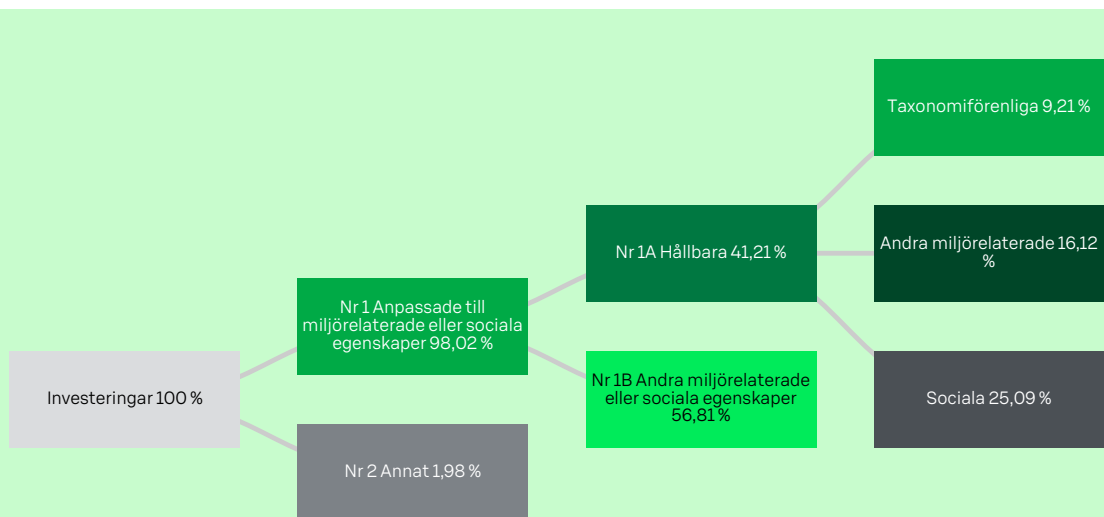 Taxonomiförenliga 9,21 %
Andra miljörelaterade 16,12
%
Nr 1A Hållbara 41,21 %
Nr 1 Anpassade till
miljörelaterade eller sociala
egenskaper 98,02 %
Investeringar 100 %
Nr 1B Andra miljörelaterade
eller sociala egenskaper
56,81 %
Sociala 25,09 %
Nr 2 Annat 1,98 %